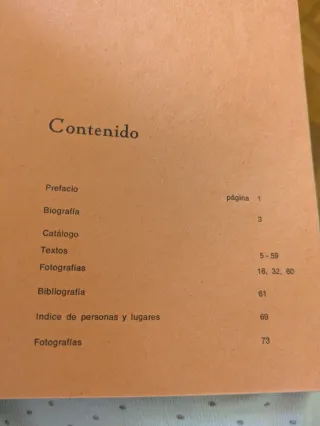 Contenido
Prefacio página 1
Biografía 3
Catálogo
Textos 5-59
Fotografías 16, 32, 60
Bibliografía 61
Indice de personas y lugares 69
Fotografías 73